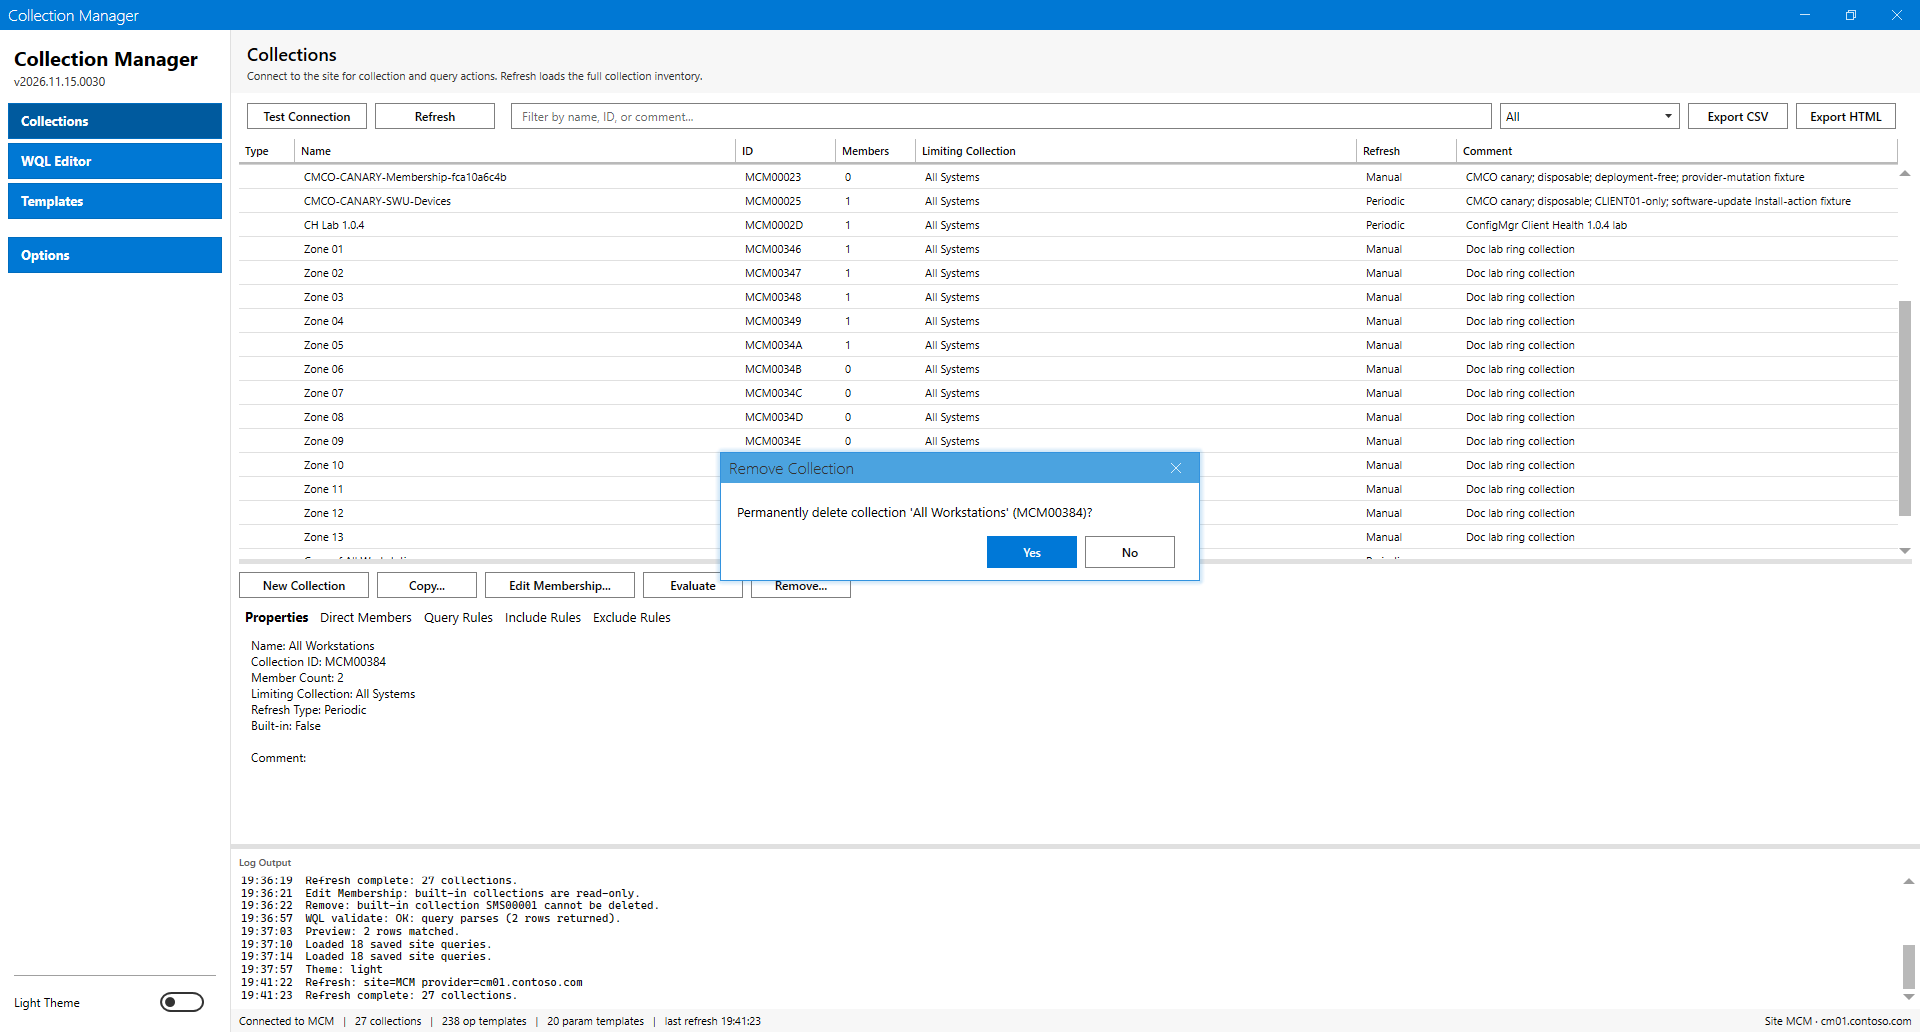 Collection Manager
Collection Manager
v2026.11.15.0030
Collections
WQL Editor
Templates
Options
Light Theme
Collections
Connect to the site for collection and query actions. Refresh loads the full collection inventory.
Test Connection Refresh Filter by name, ID, or comment... All Export CSV Export HTML
Type Name ID Members Limiting Collection Refresh Comment
CMCO-CANARY-Membership-fca10a6c4b MCM00023 0 All Systems Manual CMCO canary; disposable; deployment-free; provider-mutation fixture
CMCO-CANARY-SWU-Devices MCM00025 1 All Systems Periodic CMCO canary; disposable; CLIENT01-only; software-update Install-action fixture
CH Lab 1.0.4 MCM0002D 1 All Systems Periodic ConfigMgr Client Health 1.0.4 lab
Zone 01 MCM00346 1 All Systems Manual Doc lab ring collection
Zone 02 MCM00347 1 All Systems Manual Doc lab ring collection
Zone 03 MCM00348 1 All Systems Manual Doc lab ring collection
Zone 04 MCM00349 1 All Systems Manual Doc lab ring collection
Zone 05 MCM0034A 1 All Systems Manual Doc lab ring collection
Zone 06 MCM0034B 0 All Systems Manual Doc lab ring collection
Zone 07 MCM0034C 0 All Systems Manual Doc lab ring collection
Zone 08 MCM0034D 0 All Systems Manual Doc lab ring collection
Zone 09 MCM0034E 0 All Systems Manual Doc lab ring collection
Zone 10 Manual Doc lab ring collection
Zone 11 Manual Doc lab ring collection
Zone 12 Manual Doc lab ring collection
Zone 13 Manual Doc lab ring collection
Remove Collection
Permanently delete collection 'All Workstations' (MCM00384)?
Yes No
New Collection Copy... Edit Membership... Evaluate Remove...
Properties Direct Members Query Rules Include Rules Exclude Rules
Name: All Workstations
Collection ID: MCM00384
Member Count: 2
Limiting Collection: All Systems
Refresh Type: Periodic
Built-in: False
Comment:
Log Output
19:36:19 Refresh complete: 27 collections.
19:36:21 Edit Membership: built-in collections are read-only.
19:36:22 Remove: built-in collection SMS00001 cannot be deleted.
19:36:57 WQL validate: OK: query parses (2 rows returned).
19:37:03 Preview: 2 rows matched.
19:37:10 Loaded 18 saved site queries.
19:37:14 Loaded 18 saved site queries.
19:37:57 Theme: light
19:41:22 Refresh: site=MCM provider=cm01.contoso.com
19:41:23 Refresh complete: 27 collections.
Connected to MCM | 27 collections | 238 op templates | 20 param templates | last refresh 19:41:23
Site MCM · cm01.contoso.com